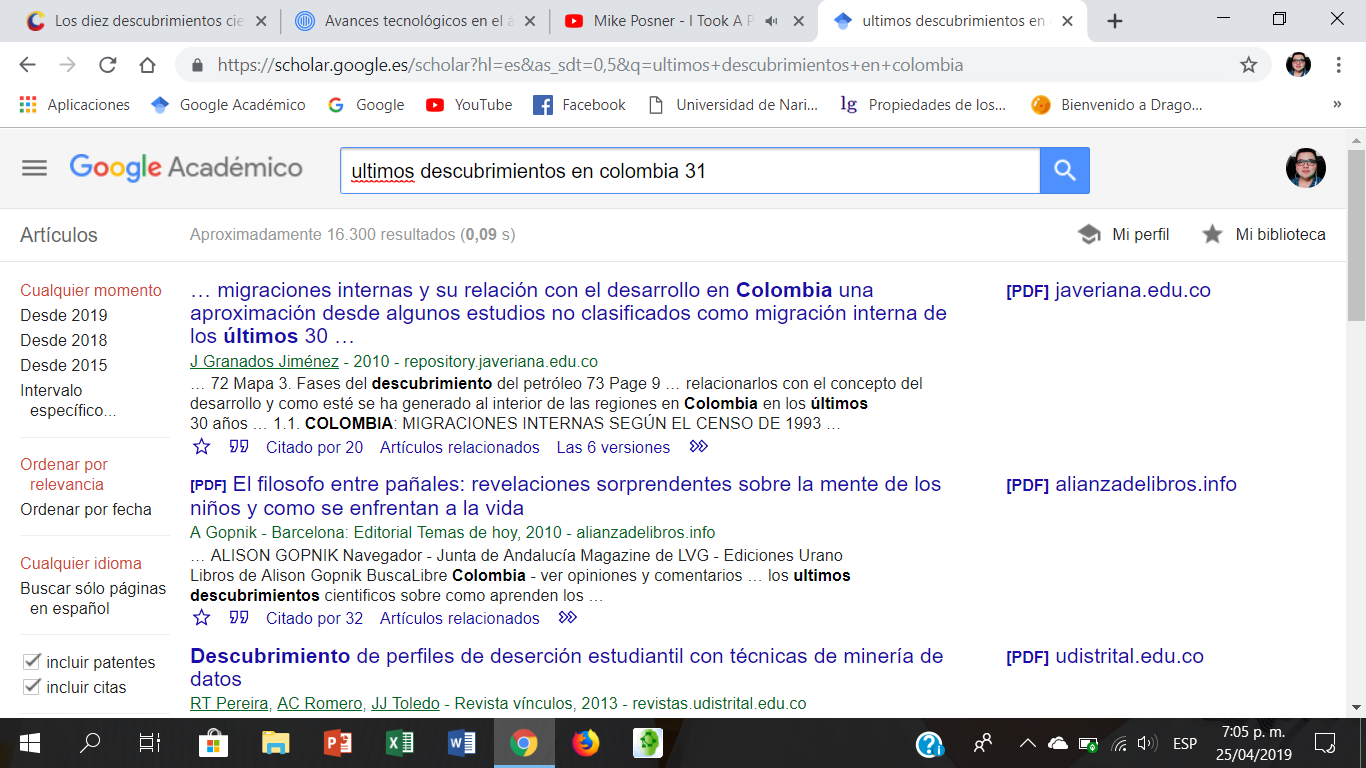 Los diez descubrimientos cie
Avances tecnológicos en el á
Mike Posner - I Took A P
ultimos descubrimientos en
https://scholar.google.es/scholar?hl=es&as_sdt=0,5&q=ultimos+descubrimientos+en+colombia
Aplicaciones
Google Académico
Google
YouTube
Facebook
Universidad de Nari...
lg Propiedades de los...
Bienvenido a Drago...
»
Google Académico
ultimos descubrimientos en colombia 31
Artículos
Aproximadamente 16.300 resultados (0,09 s)
Mi perfil
Mi biblioteca
Cualquier momento
Desde 2019
Desde 2018
Desde 2015
Intervalo
específico...
Ordenar por
relevancia
Ordenar por fecha
Cualquier idioma
Buscar sólo páginas
en español
incluir patentes
incluir citas
… migraciones internas y su relación con el desarrollo en Colombia una
aproximación desde algunos estudios no clasificados como migración interna de
los últimos 30 …
[PDF] javeriana.edu.co
J Granados Jiménez - 2010 - repository.javeriana.edu.co
… 72 Mapa 3. Fases del descubrimiento del petróleo 73 Page 9 … relacionarlos con el concepto del
desarrollo y como esté se ha generado al interior de las regiones en Colombia en los últimos
30 años … 1.1. COLOMBIA: MIGRACIONES INTERNAS SEGÚN EL CENSO DE 1993 …
Citado por 20 Artículos relacionados Las 6 versiones
[PDF] El filosofo entre pañales: revelaciones sorprendentes sobre la mente de los
niños y como se enfrentan a la vida
[PDF] alianzadelibros.info
A Gopnik - Barcelona: Editorial Temas de hoy, 2010 - alianzadelibros.info
… ALISON GOPNIK Navegador - Junta de Andalucía Magazine de LVG - Ediciones Urano
Libros de Alison Gopnik BuscaLibre Colombia - ver opiniones y comentarios … los ultimos
descubrimientos cientificos sobre como aprenden los …
Citado por 32 Artículos relacionados
Descubrimiento de perfiles de deserción estudiantil con técnicas de minería de
datos
[PDF] udistrital.edu.co
RT Pereira, AC Romero, JJ Toledo - Revista vínculos, 2013 - revistas.udistrital.edu.co
ESP
7:05 p. m.
25/04/2019